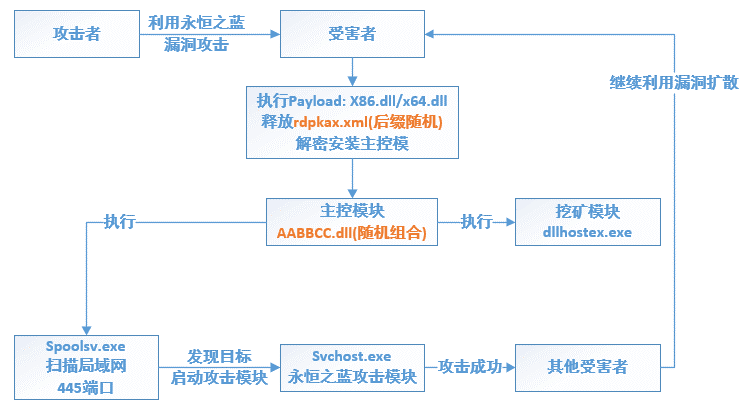 攻击者
利用永恒之蓝
漏洞攻击
受害者
继续利用漏洞扩散
执行Payload: X86.dll/x64.dll
释放rdpkax.xml(后缀随机)
解密安装主控模
主控模块
AABBCC.dll(随机组合)
执行
执行
挖矿模块
dllhostex.exe
Spoolsv.exe
扫描局域网
445端口
发现目标
启动攻击模块
Svchost.exe
永恒之蓝攻击模块
攻击成功
其他受害者